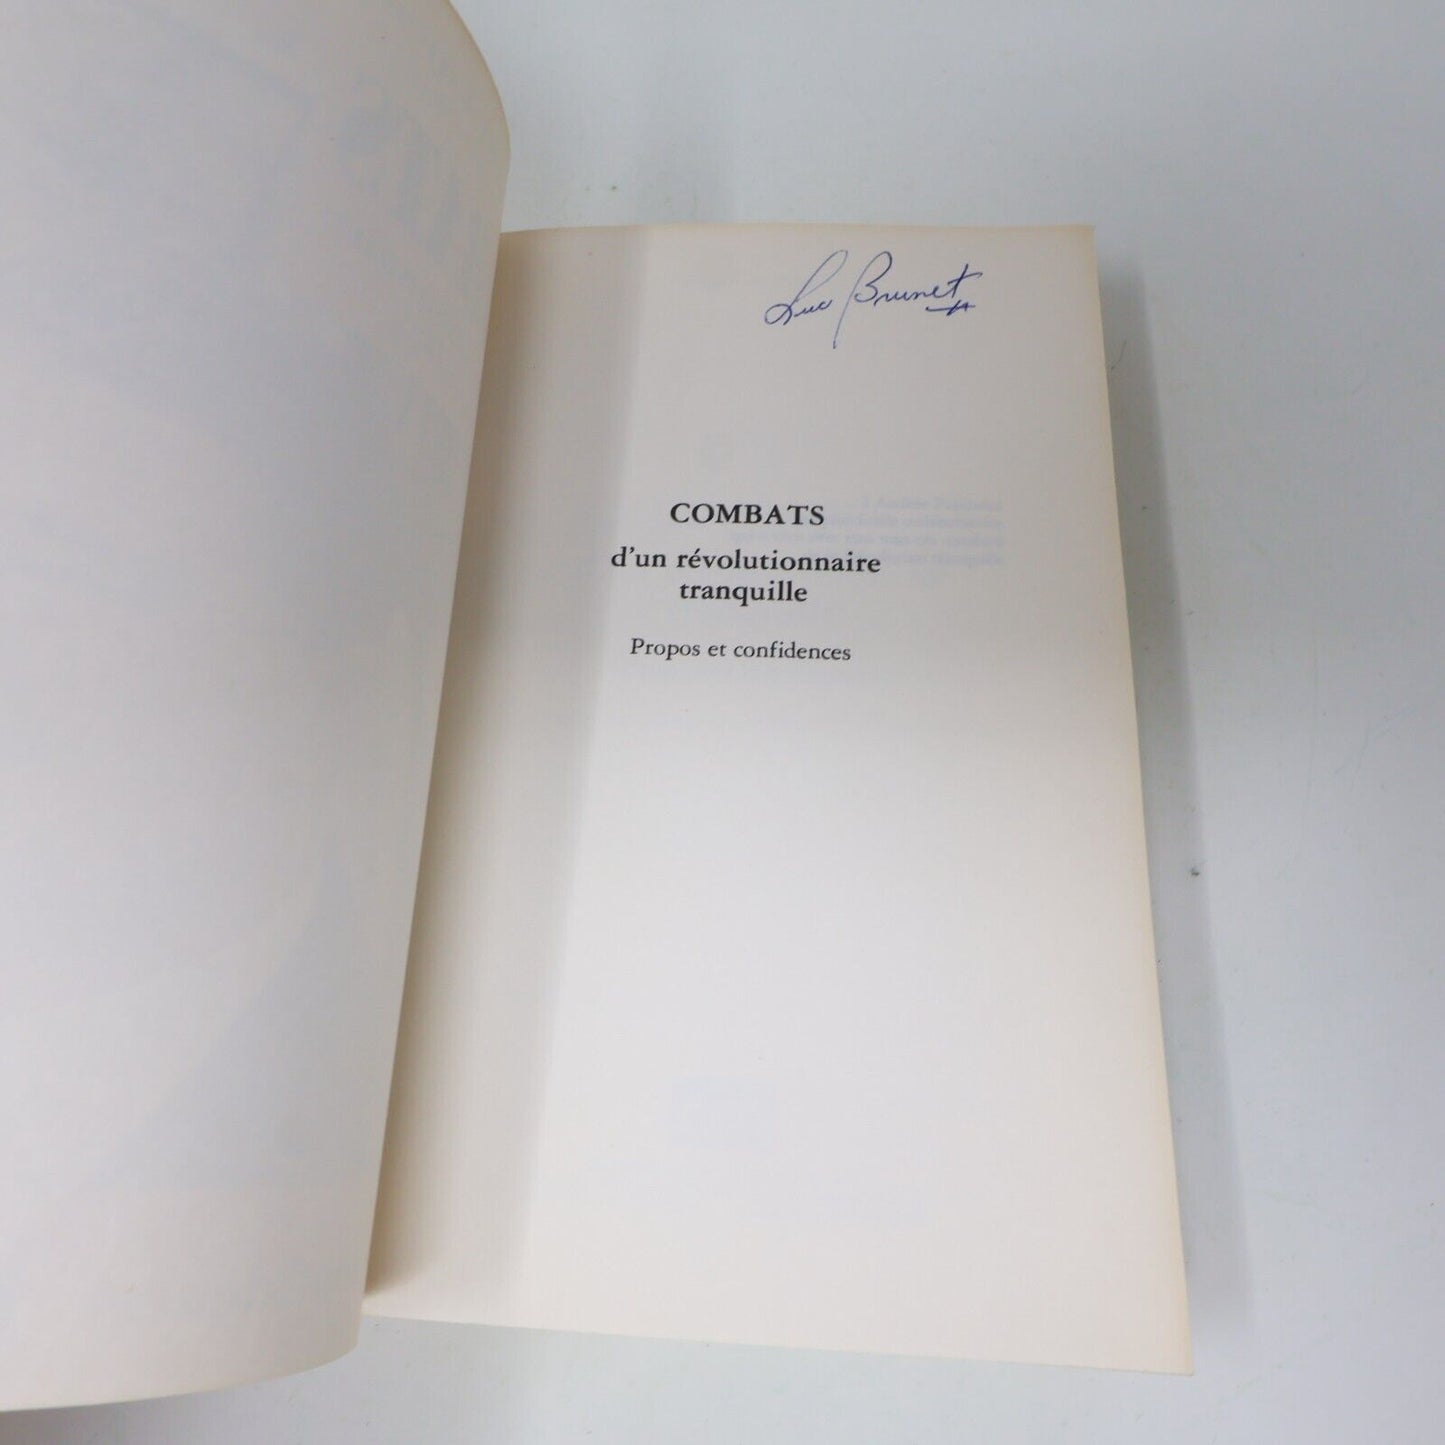 Luc Brunet
COMBATS
d'un révolutionnaire
tranquille
Propos et confidences